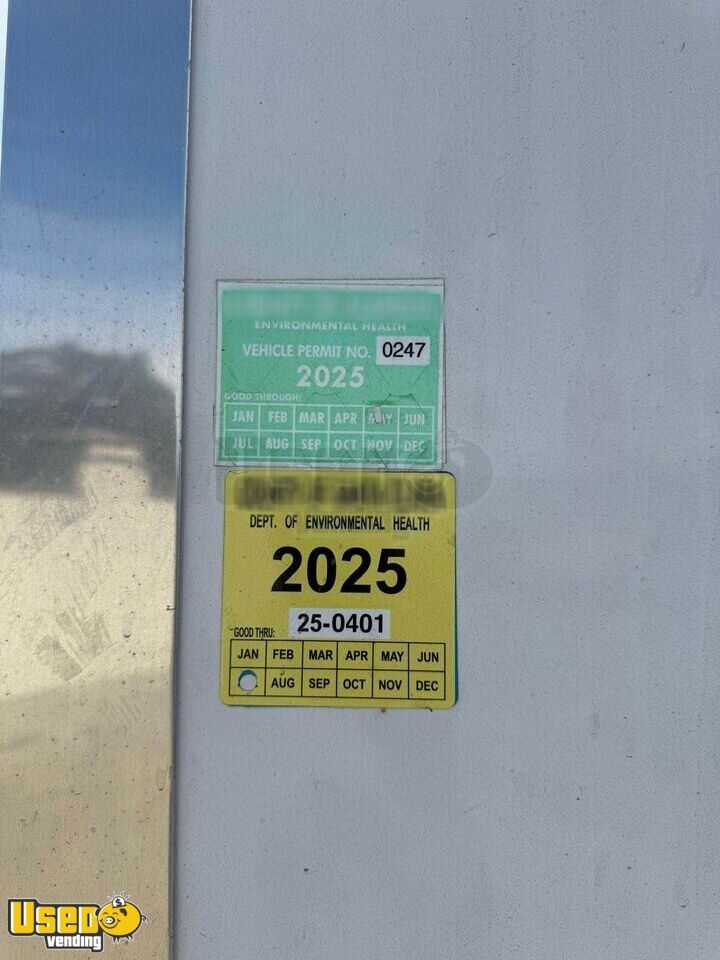 ENVIRONMENTAL HEALTH
VEHICLE PERMIT NO. 0247
2025
GOOD THROUGH:
JAN FEB MAR APR MAY JUN
JUL AUG SEP OCT NOV DEC
DEPT. OF ENVIRONMENTAL HEALTH
2025
25-0401
GOOD THRU:
JAN FEB MAR APR MAY JUN
AUG SEP OCT NOV DEC
USED
vending